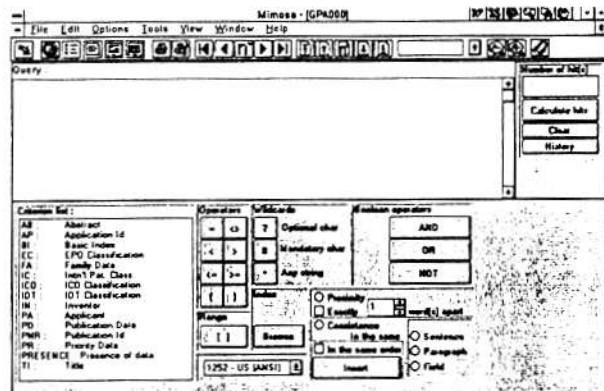 Mimosa - [GPA000]
File Edit Options Tools View Window Help
Query
Number of hit(s)
Calculate hits
Clear
History
Criterion list :
AB : Abstract
AP : Application Id
BI : Basic Index
EC : EPO Classification
FA : Family Data
IC : Intn'l Pat. Class
ICO : ICO Classification
IDT : IDT Classification
IN : Inventor
PA : Applicant
PD : Publication Date
PNR : Publication Id
PR : Priority Data
PRESENCE : Presence of data
TI : Title
Operators
= <>
< >
<= >=
( )
Range
[ ]
Wildcards
? Optional char
# Mandatory char
* Any string
Index
Browse
1252 - US (ANSI)
Boolean operators
AND
OR
NOT
Proximity
Exactly 1 word(s) apart
Coexistence
In the same
In the same order
Sentence
Paragraph
Field
Insert